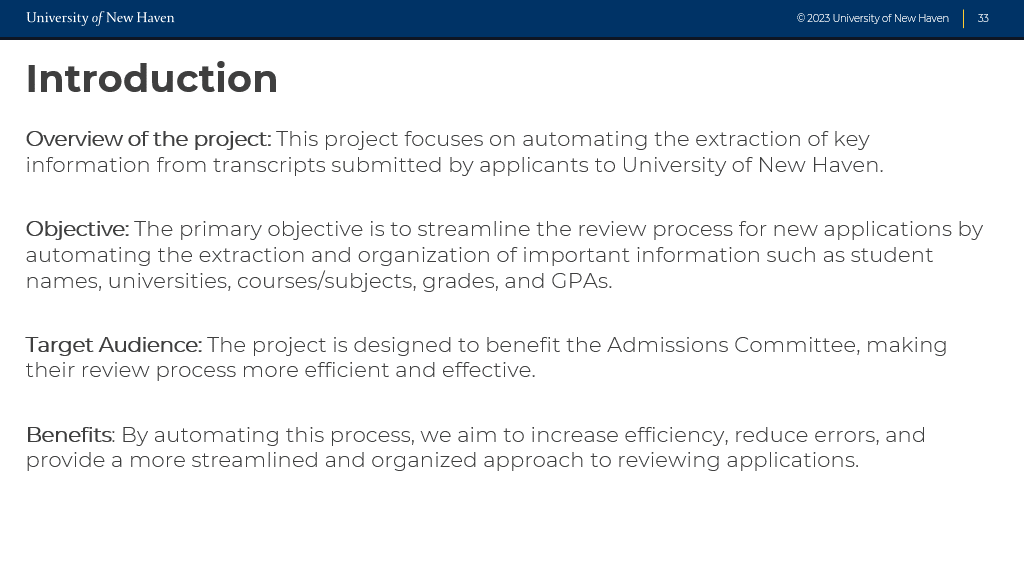 University of New Haven
© 2023 University of New Haven
33
Introduction
Overview of the project: This project focuses on automating the extraction of key
information from transcripts submitted by applicants to University of New Haven.
Objective: The primary objective is to streamline the review process for new applications by
automating the extraction and organization of important information such as student
names, universities, courses/subjects, grades, and GPAs.
Target Audience: The project is designed to benefit the Admissions Committee, making
their review process more efficient and effective.
Benefits: By automating this process, we aim to increase efficiency, reduce errors, and
provide a more streamlined and organized approach to reviewing applications.